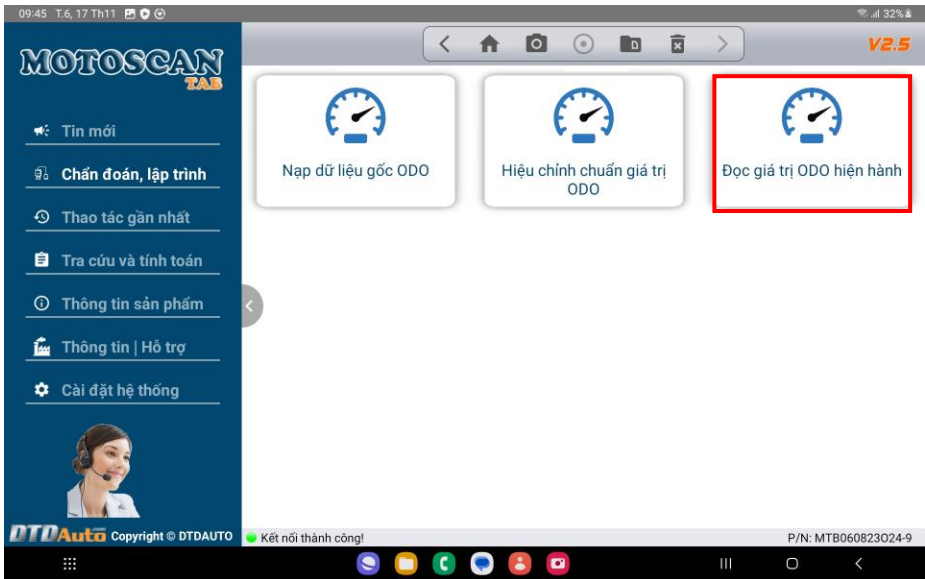 09:45 T.6, 17 Th11
32%
MOTOSCAN
TAB
V2.5
Tin mới
Chẩn đoán, lập trình
Thao tác gần nhất
Tra cứu và tính toán
Thông tin sản phẩm
Thông tin | Hỗ trợ
Cài đặt hệ thống
Nạp dữ liệu gốc ODO
Hiệu chỉnh chuẩn giá trị
ODO
Đọc giá trị ODO hiện hành
DTDAuto Copyright © DTDAUTO
Kết nối thành công!
P/N: MTB060823O24-9